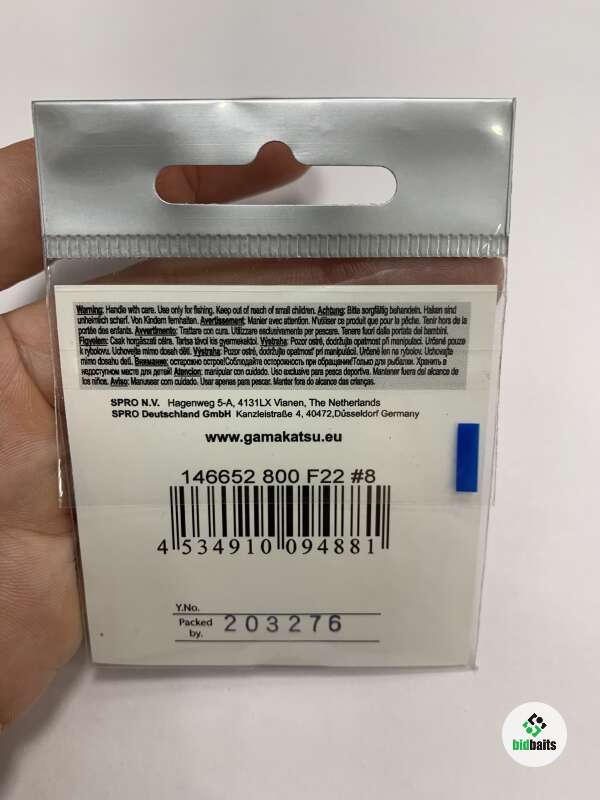 Warning: Handle with care. Use only for fishing. Keep out of reach of small children. Achtung: Bitte sorgfältig behandeln. Haken sind
unheimlich scharf. Von Kindern fernhalten. Avertissement: Manier avec attention. N'utiliser ce produit que pour la pêche. Tenir hors de la
portée des enfants. Avvertimento: Trattare con cura. Utilizzare esclusivamente per pescare. Tenere fuori dalla portata dei bambini.
Figyelem: Csak horgászati célra. Tartsa távol kis gyermekektől. Výstraha: Pozor ostré, dodržujte opatrnost při manipulaci. Určené pouze
k rybolovu. Uchovejte mimo dosah dětí. Výstraha: Pozor ostré, dodržujte opatrnosť pri manipulácii. Určené len na rybolov. Uchovajte
mimo dosahu detí. Внимание: осторожно острое!Соблюдайте осторожность при обращении!Только для рыбалки. Хранить в
недоступном месте для детей! Atencion: manipular con cuidado. Uso exclusivo para pesca deportiva. Mantener fuera del alcance de
los niños. Aviso: Manusear com cuidado. Usar apenas para pescar. Manter fora do alcance das crianças.
SPRO N.V. Hagenweg 5-A, 4131LX Vianen, The Netherlands
SPRO Deutschland GmbH Kanzleistraße 4, 40472,Düsseldorf Germany
www.gamakatsu.eu
146652 800 F22 #8
4 534910 094881
Y.No.
Packed by. 203276
bidbaits